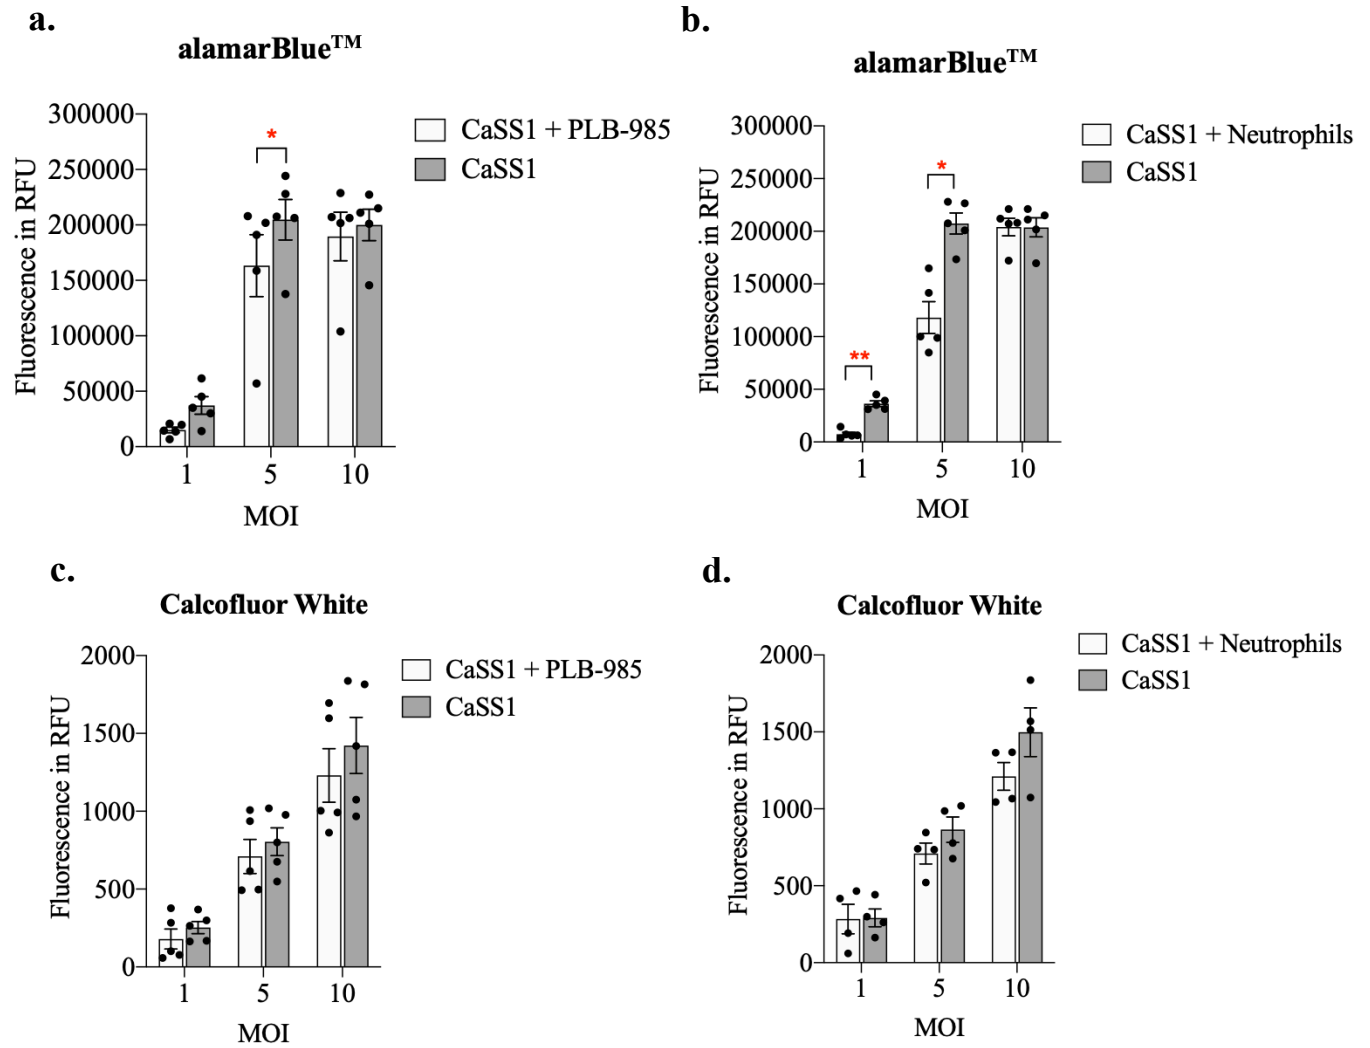 a.
alamarBlue™
300000
250000
200000
150000
100000
50000
0
Fluorescence in RFU
*
CaSS1 + PLB-985
CaSS1
1 5 10
MOI
b.
alamarBlue™
300000
250000
200000
150000
100000
50000
0
Fluorescence in RFU
**
*
CaSS1 + Neutrophils
CaSS1
1 5 10
MOI
c.
Calcofluor White
2000
1500
1000
500
0
Fluorescence in RFU
CaSS1 + PLB-985
CaSS1
1 5 10
MOI
d.
Calcofluor White
2000
1500
1000
500
0
Fluorescence in RFU
CaSS1 + Neutrophils
CaSS1
1 5 10
MOI